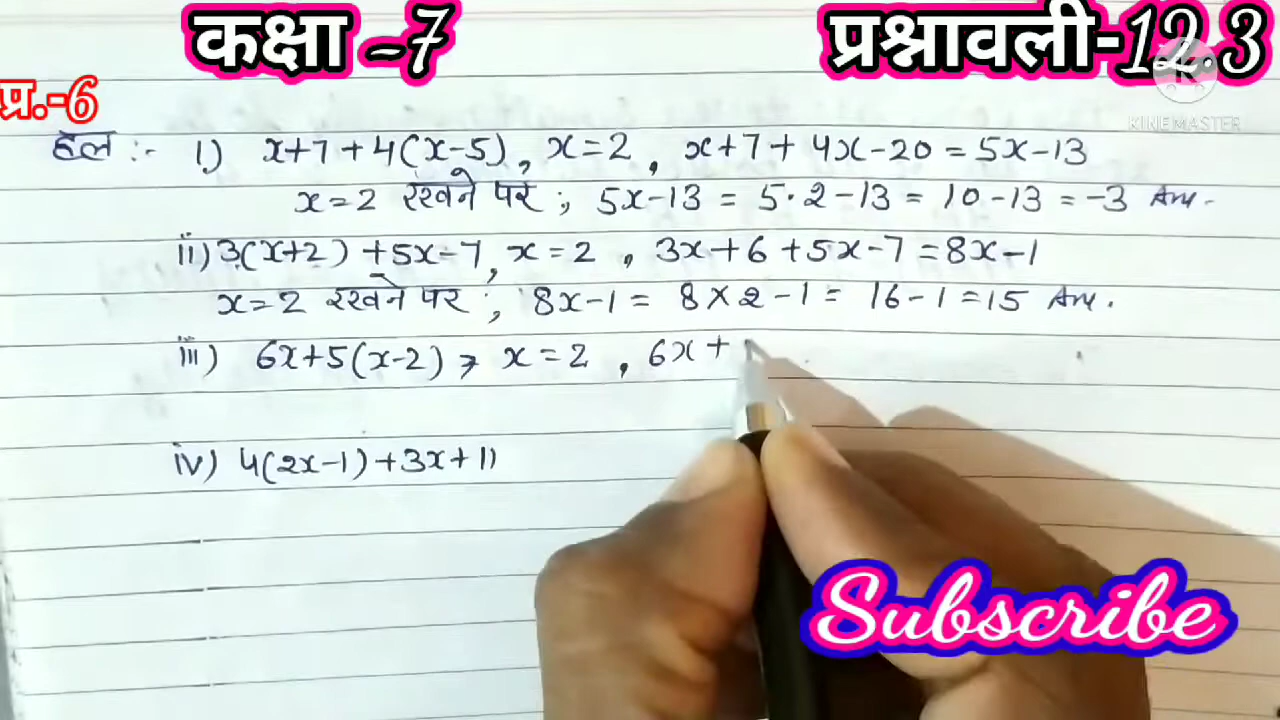 कक्षा -7
प्रश्नावली-12.3
प्र.-6
KINEMASTER
हल :- i) x+7+4(x-5), x=2, x+7+4x-20=5x-13
x=2 रखने पर ; 5x-13 = 5·2-13 = 10-13 = -3 Ans.
ii) 3(x+2)+5x-7, x=2, 3x+6+5x-7=8x-1
x=2 रखने पर ; 8x-1 = 8×2-1 = 16-1=15 Ans.
iii) 6x+5(x-2), x=2, 6x+
iv) 4(2x-1)+3x+11
Subscribe